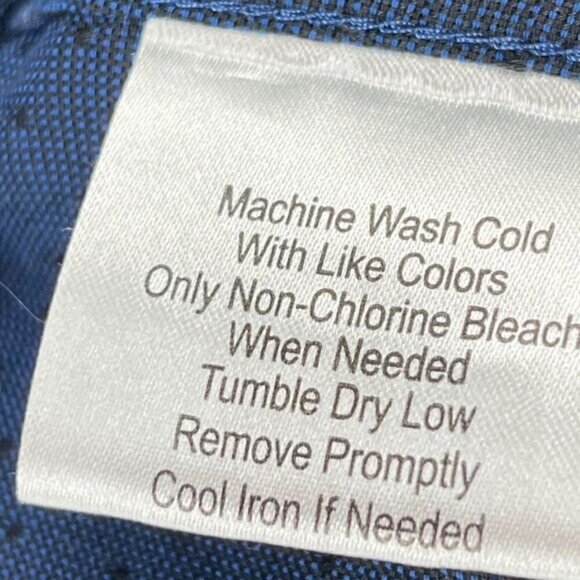 Machine Wash Cold
With Like Colors
Only Non-Chlorine Bleach
When Needed
Tumble Dry Low
Remove Promptly
Cool Iron If Needed